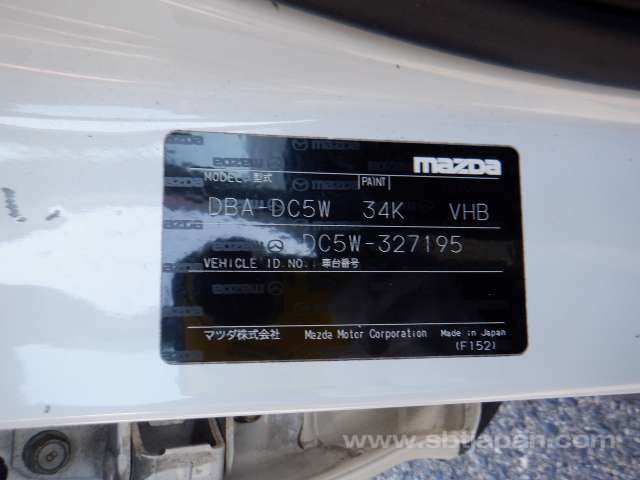 mazda
MODEL: 型式 PAINT
DBA-DC5W 34K VHB
DC5W-327195
VEHICLE ID.NO.: 車台番号
マツダ株式会社 Mazda Motor Corporation Made in Japan
(F152)
www.sbtjapan.com